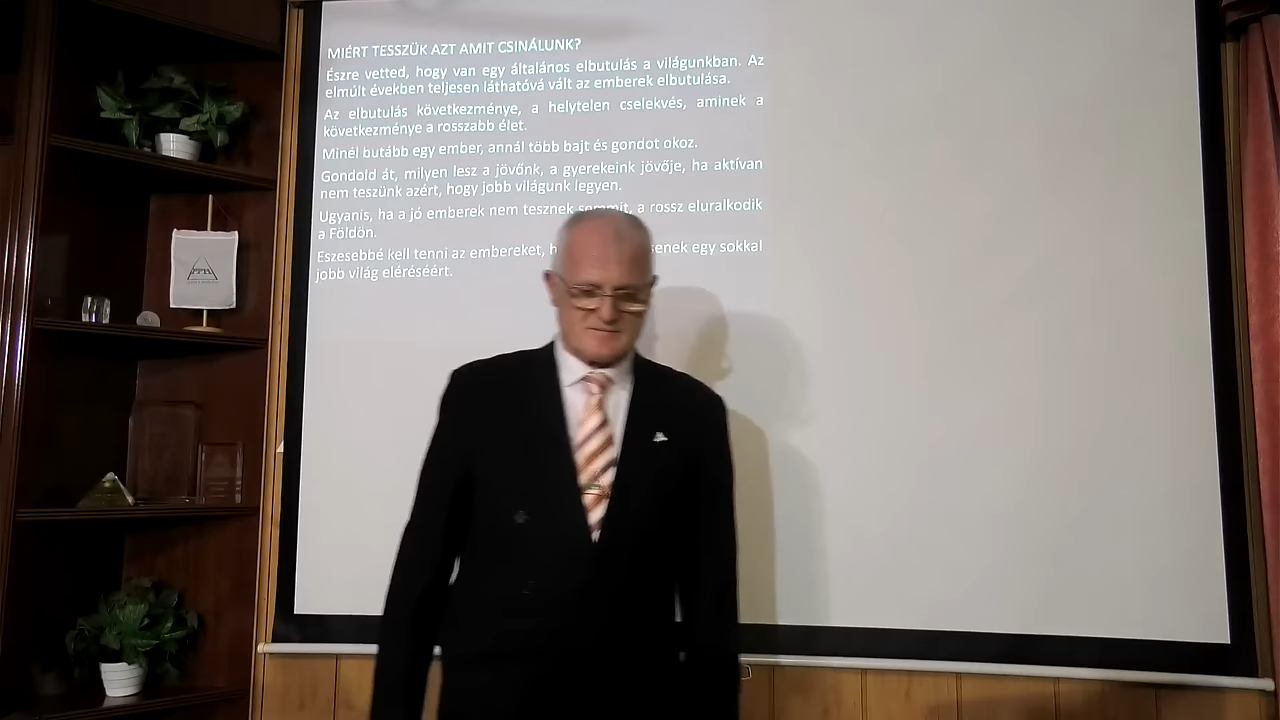 MIÉRT TESSZÜK AZT AMIT CSINÁLUNK?
Észre vetted, hogy van egy általános elbutulás a világunkban. Az
elmúlt években teljesen láthatóvá vált az emberek elbutulása.
Az elbutulás következménye, a helytelen cselekvés, aminek a
következménye a rosszabb élet.
Minél butább egy ember, annál több bajt és gondot okoz.
Gondold át, milyen lesz a jövőnk, a gyerekeink jövője, ha aktívan
nem teszünk azért, hogy jobb világunk legyen.
Ugyanis, ha a jó emberek nem tesznek semmit, a rossz eluralkodik
a Földön.
Eszesebbé kell tenni az embereket, senek egy sokkal
jobb világ eléréséért.